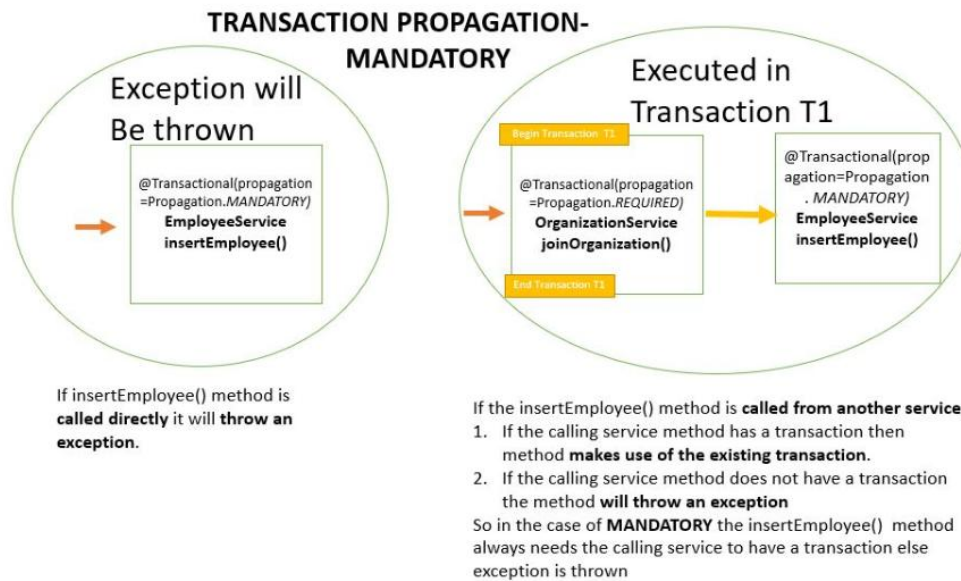 TRANSACTION PROPAGATION-
MANDATORY
Exception will
Be thrown
@Transactional(propagation
=Propagation.MANDATORY)
EmployeeService
insertEmployee()
If insertEmployee() method is
called directly it will throw an
exception.
Executed in
Transaction T1
Begin Transaction T1
@Transactional(propagation
=Propagation.REQUIRED)
OrganizationService
joinOrganization()
End Transaction T1
@Transactional(prop
agation=Propagation
. MANDATORY)
EmployeeService
insertEmployee()
If the insertEmployee() method is called from another service
1. If the calling service method has a transaction then
method makes use of the existing transaction.
2. If the calling service method does not have a transaction
the method will throw an exception
So in the case of MANDATORY the insertEmployee() method
always needs the calling service to have a transaction else
exception is thrown